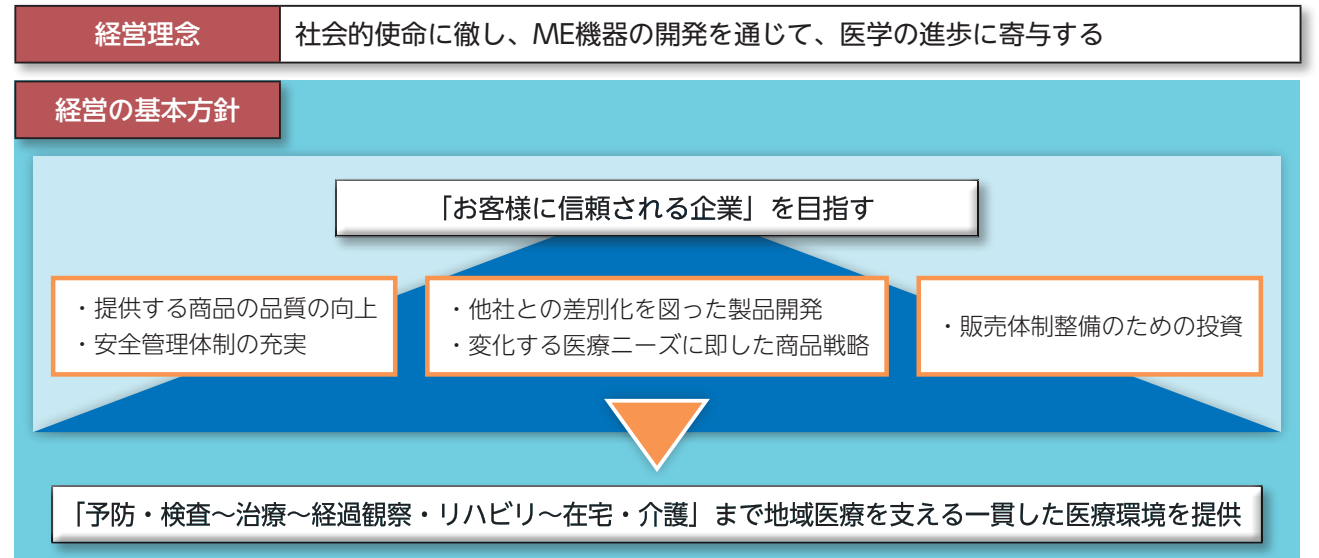 経営理念
社会的使命に徹し、ME機器の開発を通じて、医学の進歩に寄与する
経営の基本方針
「お客様に信頼される企業」を目指す
・提供する商品の品質の向上
・安全管理体制の充実
・他社との差別化を図った製品開発
・変化する医療ニーズに即した商品戦略
・販売体制整備のための投資
「予防・検査～治療～経過観察・リハビリ～在宅・介護」まで地域医療を支える一貫した医療環境を提供